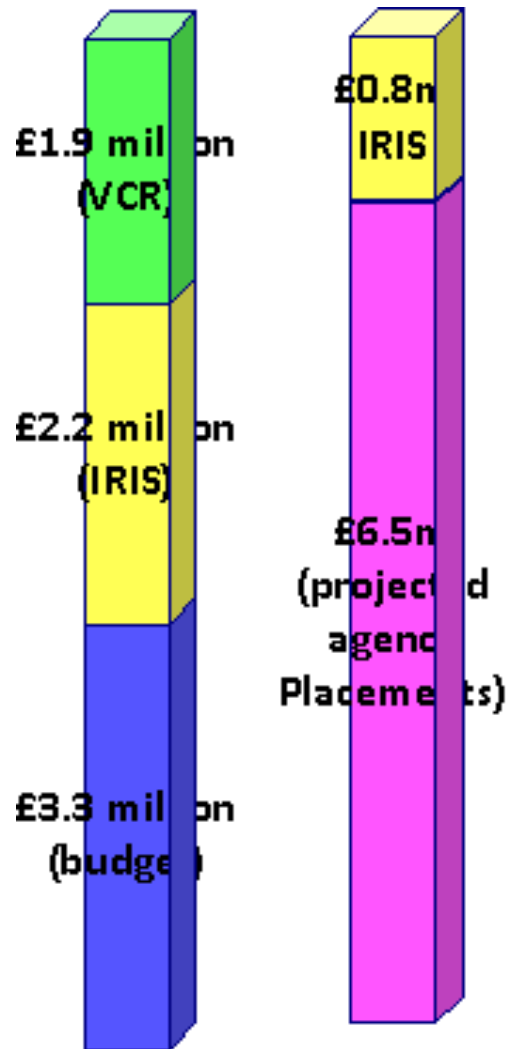 £1.9 million
(VCR)
£2.2 million
(IRIS)
£3.3 million
(budget)
£0.8m
IRIS
£6.5m
(projected
agency
Placements)